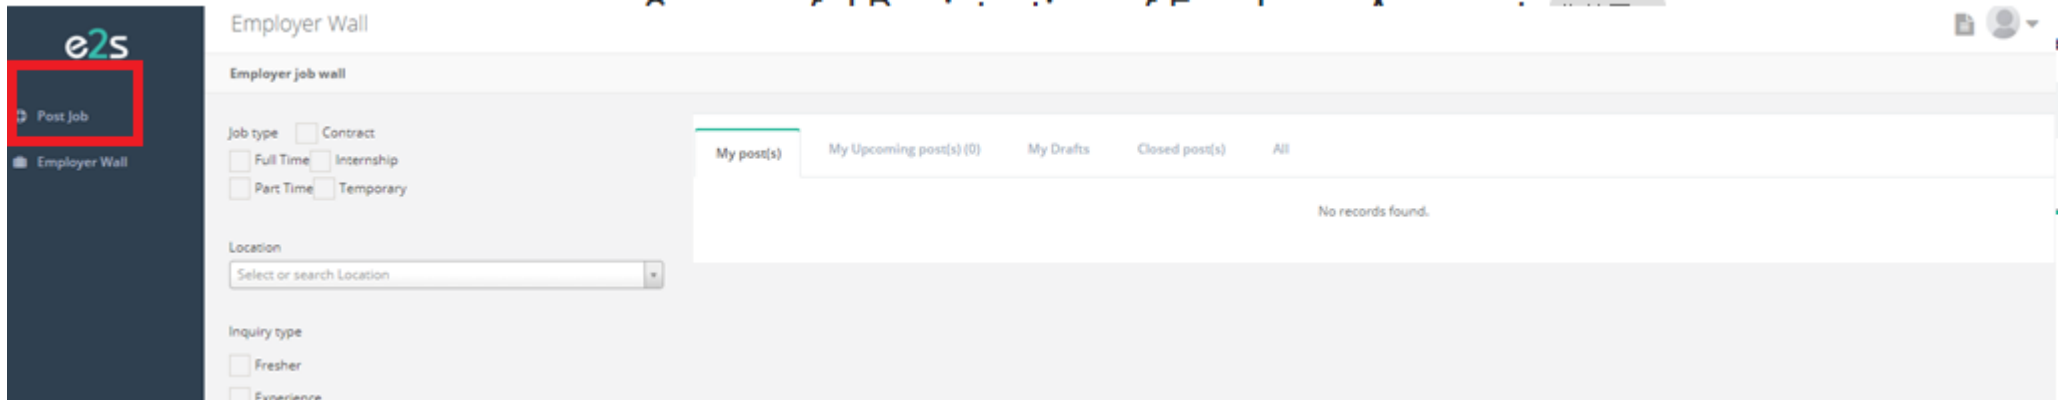 Employer Wall
e2s
Post Job
Employer Wall
Employer job wall
Job type Contract
Full Time Internship
Part Time Temporary
Location
Select or search Location
Inquiry type
Fresher
Experience
My post(s) My Upcoming post(s) (0) My Drafts Closed post(s) All
No records found.